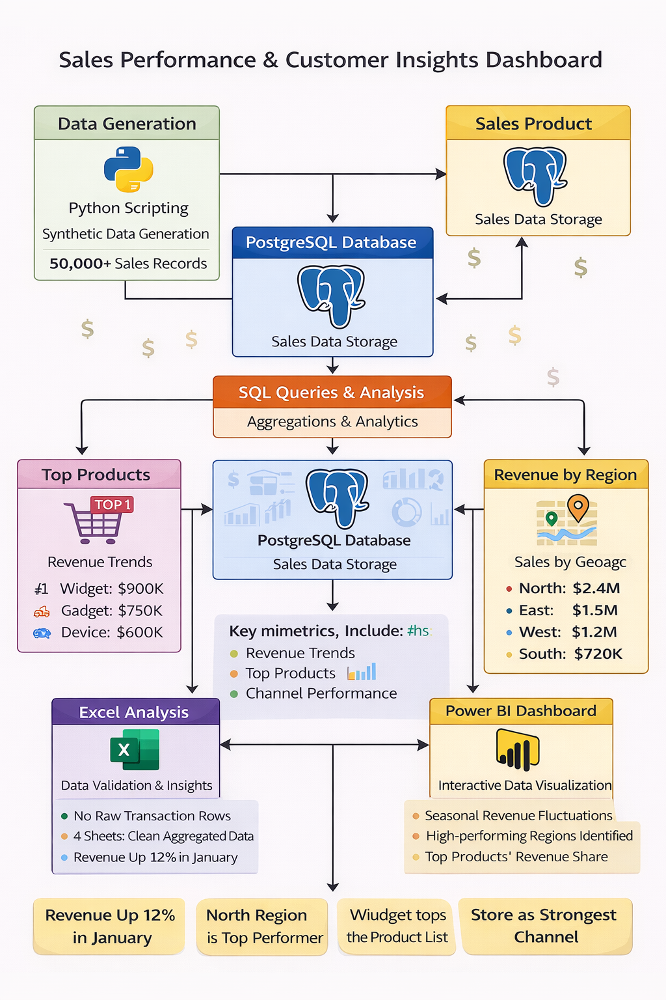 Sales Performance & Customer Insights Dashboard
Data Generation
Python Scripting
Synthetic Data Generation
50,000+ Sales Records
Sales Product
Sales Data Storage
PostgreSQL Database
Sales Data Storage
$ $
$ $ $ $ $
$
SQL Queries & Analysis
Aggregations & Analytics
Top Products
TOP 1
Revenue Trends
#1 Widget: $900K
Gadget: $750K
Device: $600K
$
PostgreSQL Database
Sales Data Storage
Revenue by Region
Sales by Geoagc
North: $2.4M
East: $1.5M
West: $1.2M
South: $720K
Key mimetrics, Include: #hs:
Revenue Trends
Top Products
Channel Performance
Excel Analysis
X
Data Validation & Insights
No Raw Transaction Rows
4 Sheets: Clean Aggregated Data
Revenue Up 12% in January
Power BI Dashboard
Interactive Data Visualization
Seasonal Revenue Fluctuations
High-performing Regions Identified
Top Products' Revenue Share
Revenue Up 12%
in January
North Region
is Top Performer
Wiudget tops
the Product List
Store as Strongest
Channel